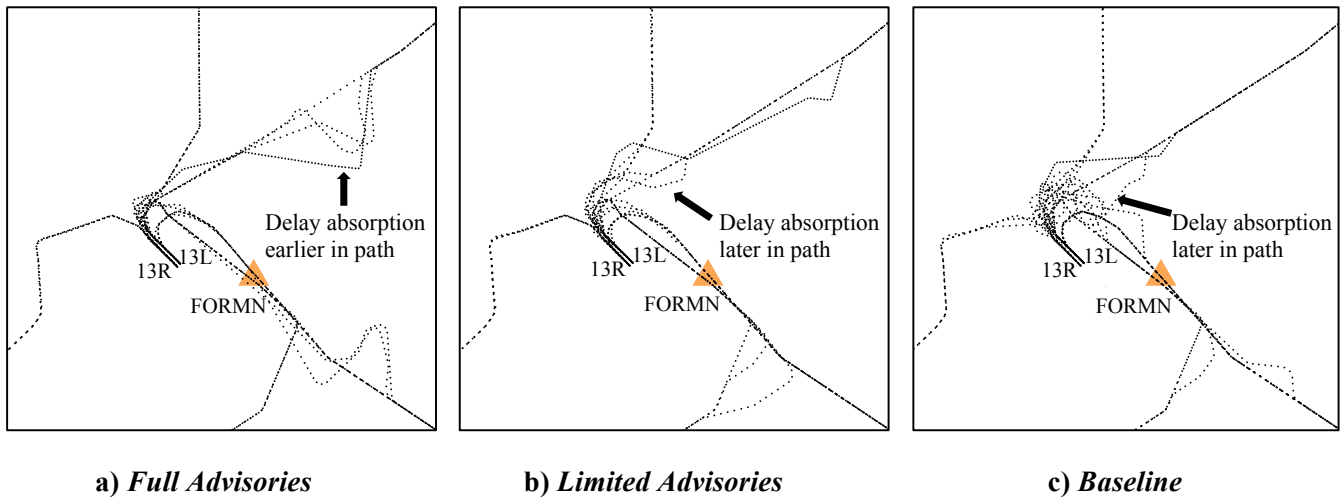 Delay absorption
earlier in path
13L
13R
FORMN
Delay absorption
later in path
13L
13R
FORMN
Delay absorption
later in path
13L
13R
FORMN
a) Full Advisories
b) Limited Advisories
c) Baseline